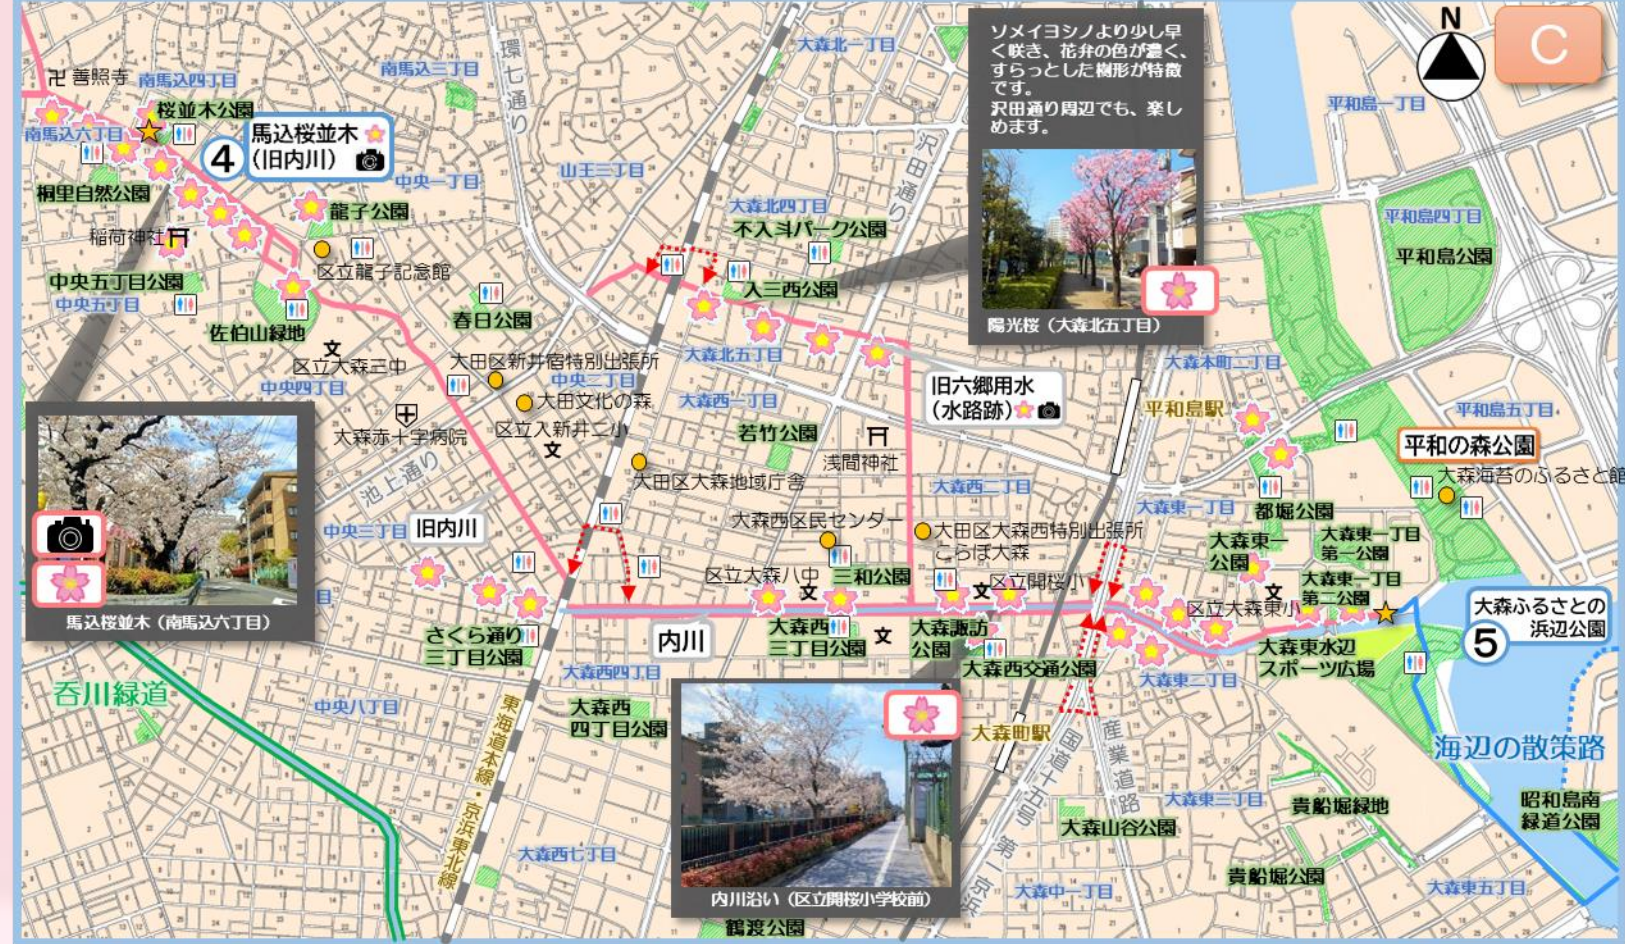 N
C
ソメイヨシノより少し早
く咲き、花弁の色が濃く、
すらっとした樹形が特徴
です。
沢田通り周辺でも、楽し
めます。
陽光桜（大森北五丁目）
環七通り
大森北一丁目
平和島一丁目
卍善照寺
南馬込四丁目
南馬込三丁目
桜並木公園
南馬込六丁目
④
馬込桜並木
（旧内川）
桐里自然公園
中央一丁目
山王三丁目
沢田通り
龍子公園
大森北四丁目
不入斗パーク公園
平和島四丁目
平和島公園
稲荷神社
区立龍子記念館
中央五丁目公園
中央五丁目
入三西公園
春日公園
佐伯山緑地
文
区立大森三中
大田区新井宿特別出張所
大森北五丁目
大森本町二丁目
中央四丁目
中央二丁目
大田文化の森
大森西一丁目
旧六郷用水
（水路跡）
平和島駅
平和島五丁目
大森赤十字病院
区立入新井二小
文
若竹公園
浅間神社
平和の森公園
大森海苔のふるさと館
池上通り
大田区大森地域庁舎
大森西二丁目
中央三丁目
旧内川
大森西区民センター
大田区大森西特別出張所
こらぼ大森
大森東一丁目
都堀公園
大森東一
公園
大森東一丁目
第一公園
区立大森八中
文
三和公園
文
区立開桜小
大森東一丁目
第二公園
文
区立大森東小
馬込桜並木（南馬込六丁目）
さくら通り
三丁目公園
内川
大森西
三丁目公園
文
大森諏訪
公園
大森西交通公園
大森東水辺
スポーツ広場
⑤
大森ふるさとの
浜辺公園
大森西四丁目
大森東二丁目
呑川緑道
中央八丁目
東海道本線・京浜東北線
大森西
四丁目公園
大森町駅
国道十五号 第一京浜
産業道路
海辺の散策路
大森東三丁目
貴船堀緑地
昭和島南
緑道公園
大森山谷公園
大森西七丁目
内川沿い（区立開桜小学校前）
大森中一丁目
貴船堀公園
大森東五丁目
鶴渡公園